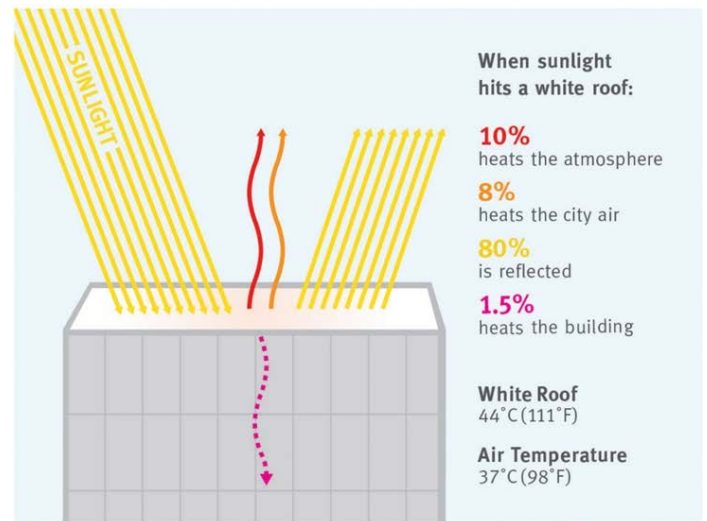 SUNLIGHT
When sunlight
hits a white roof:
10%
heats the atmosphere
8%
heats the city air
80%
is reflected
1.5%
heats the building
White Roof
44˚C(111˚F)
Air Temperature
37˚C(98˚F)